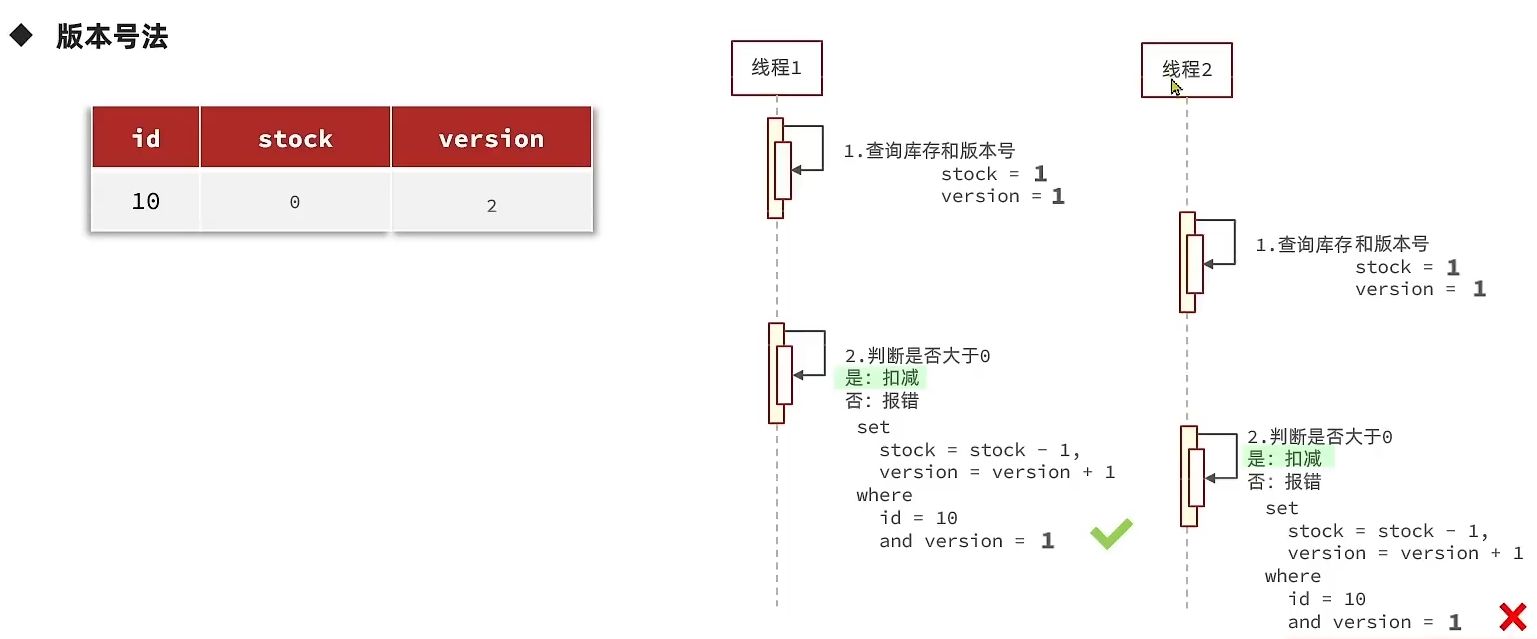 版本号法
id stock version
10 0 2
线程1
1.查询库存和版本号
stock = 1
version = 1
2.判断是否大于0
是: 扣减
否: 报错
set
stock = stock - 1,
version = version + 1
where
id = 10
and version = 1
线程2
1.查询库存和版本号
stock = 1
version = 1
2.判断是否大于0
是: 扣减
否: 报错
set
stock = stock - 1,
version = version + 1
where
id = 10
and version = 1